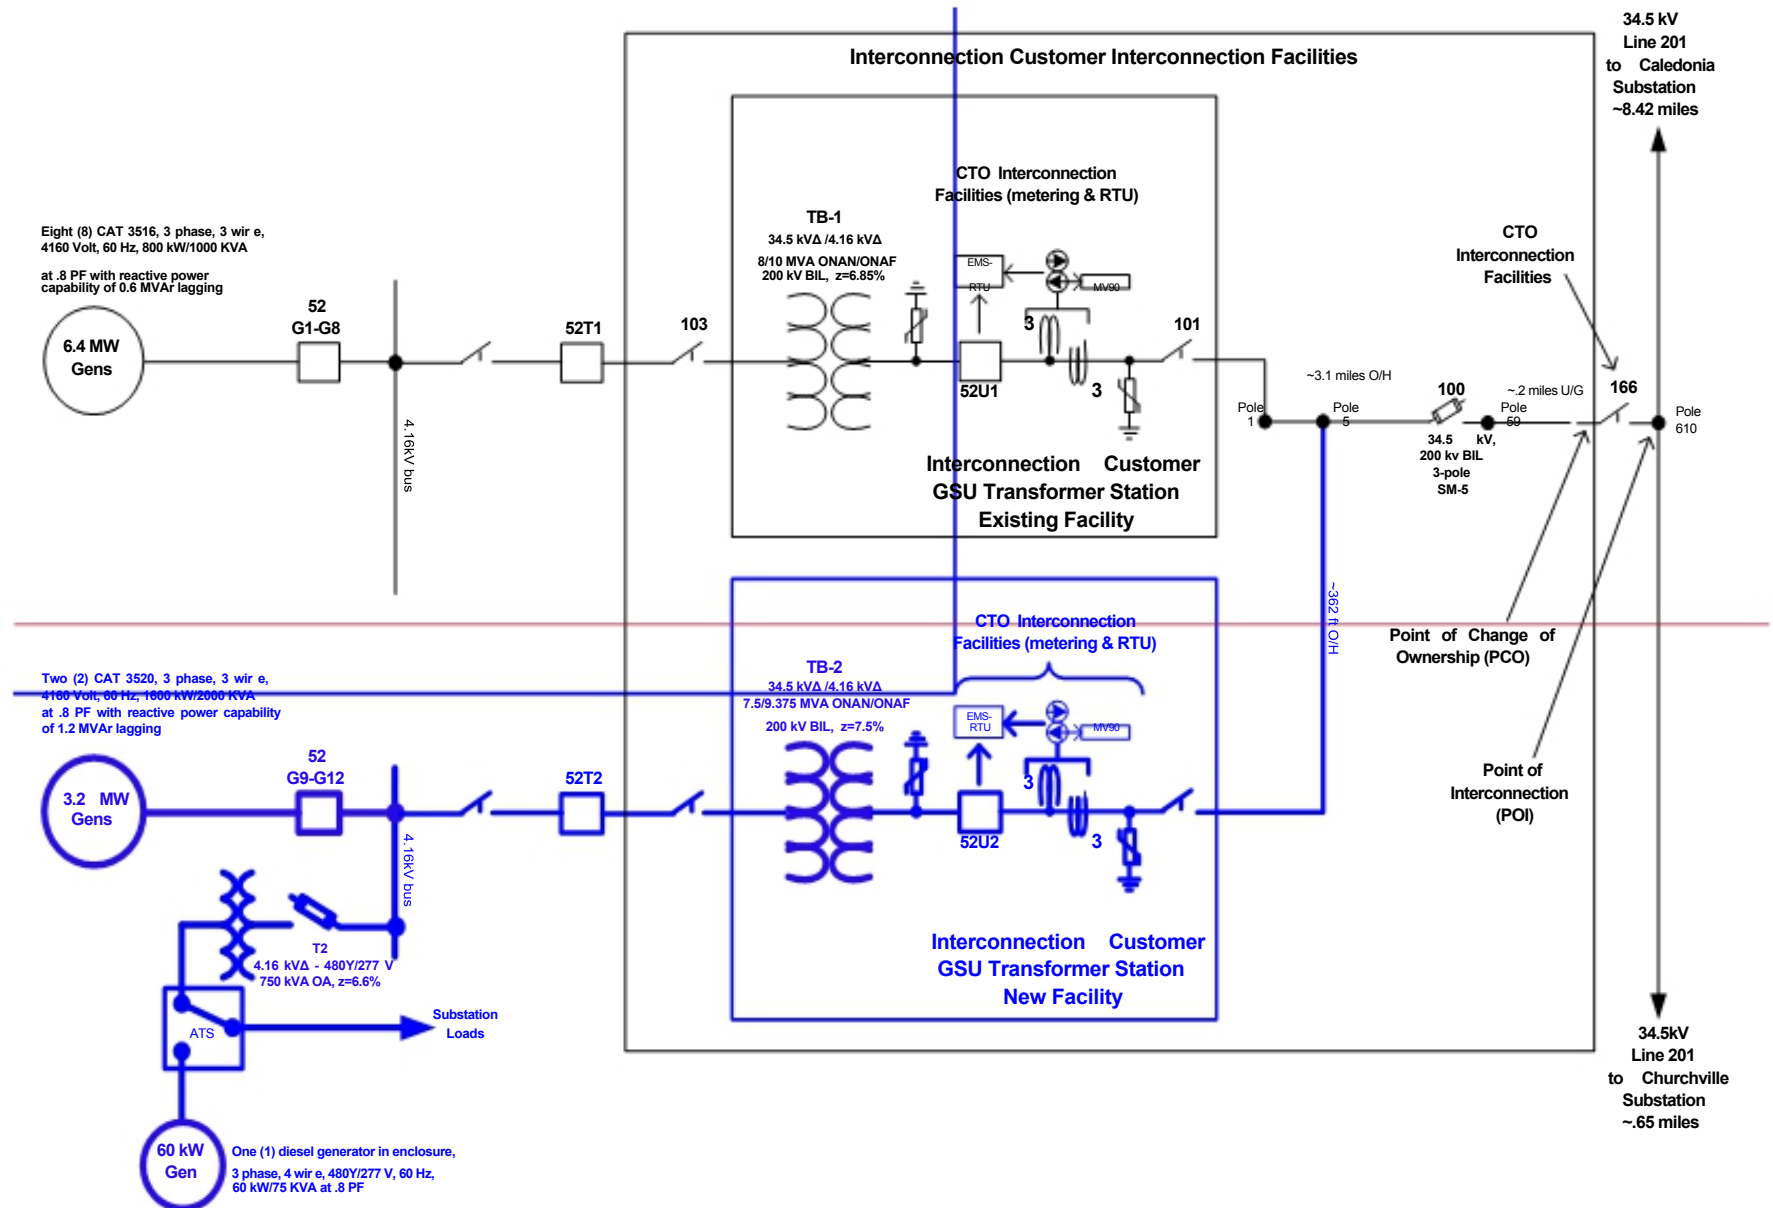 34.5 kV
Line 201
to Caledonia
Substation
~8.42 miles
Interconnection Customer Interconnection Facilities
CTO Interconnection
Facilities (metering & RTU)
TB-1
34.5 kVΔ /4.16 kVΔ
8/10 MVA ONAN/ONAF
200 kV BIL, z=6.85%
EMS-
RTU
MV90
Eight (8) CAT 3516, 3 phase, 3 wir e,
4160 Volt, 60 Hz, 800 kW/1000 KVA
at .8 PF with reactive power
capability of 0.6 MVAr lagging
6.4 MW
Gens
52
G1-G8
4.16kV bus
52T1
103
52U1
3
3
101
Pole
1
~3.1 miles O/H
Pole
5
100
34.5 kV,
200 kv BIL
3-pole
SM-5
~.2 miles U/G
Pole
59
166
Pole
610
CTO
Interconnection
Facilities
Interconnection Customer
GSU Transformer Station
Existing Facility
~362 ft O/H
Point of Change of
Ownership (PCO)
Point of
Interconnection
(POI)
CTO Interconnection
Facilities (metering & RTU)
TB-2
34.5 kVΔ /4.16 kVΔ
7.5/9.375 MVA ONAN/ONAF
200 kV BIL, z=7.5%
EMS-
RTU
MV90
Two (2) CAT 3520, 3 phase, 3 wir e,
4160 Volt, 60 Hz, 1600 kW/2000 KVA
at .8 PF with reactive power capability
of 1.2 MVAr lagging
3.2 MW
Gens
52
G9-G12
4.16kV bus
52T2
52U2
3
3
T2
4.16 kVΔ - 480Y/277 V
750 kVA OA, z=6.6%
ATS
Substation
Loads
Interconnection Customer
GSU Transformer Station
New Facility
60 kW
Gen
One (1) diesel generator in enclosure,
3 phase, 4 wir e, 480Y/277 V, 60 Hz,
60 kW/75 KVA at .8 PF
34.5kV
Line 201
to Churchville
Substation
~.65 miles